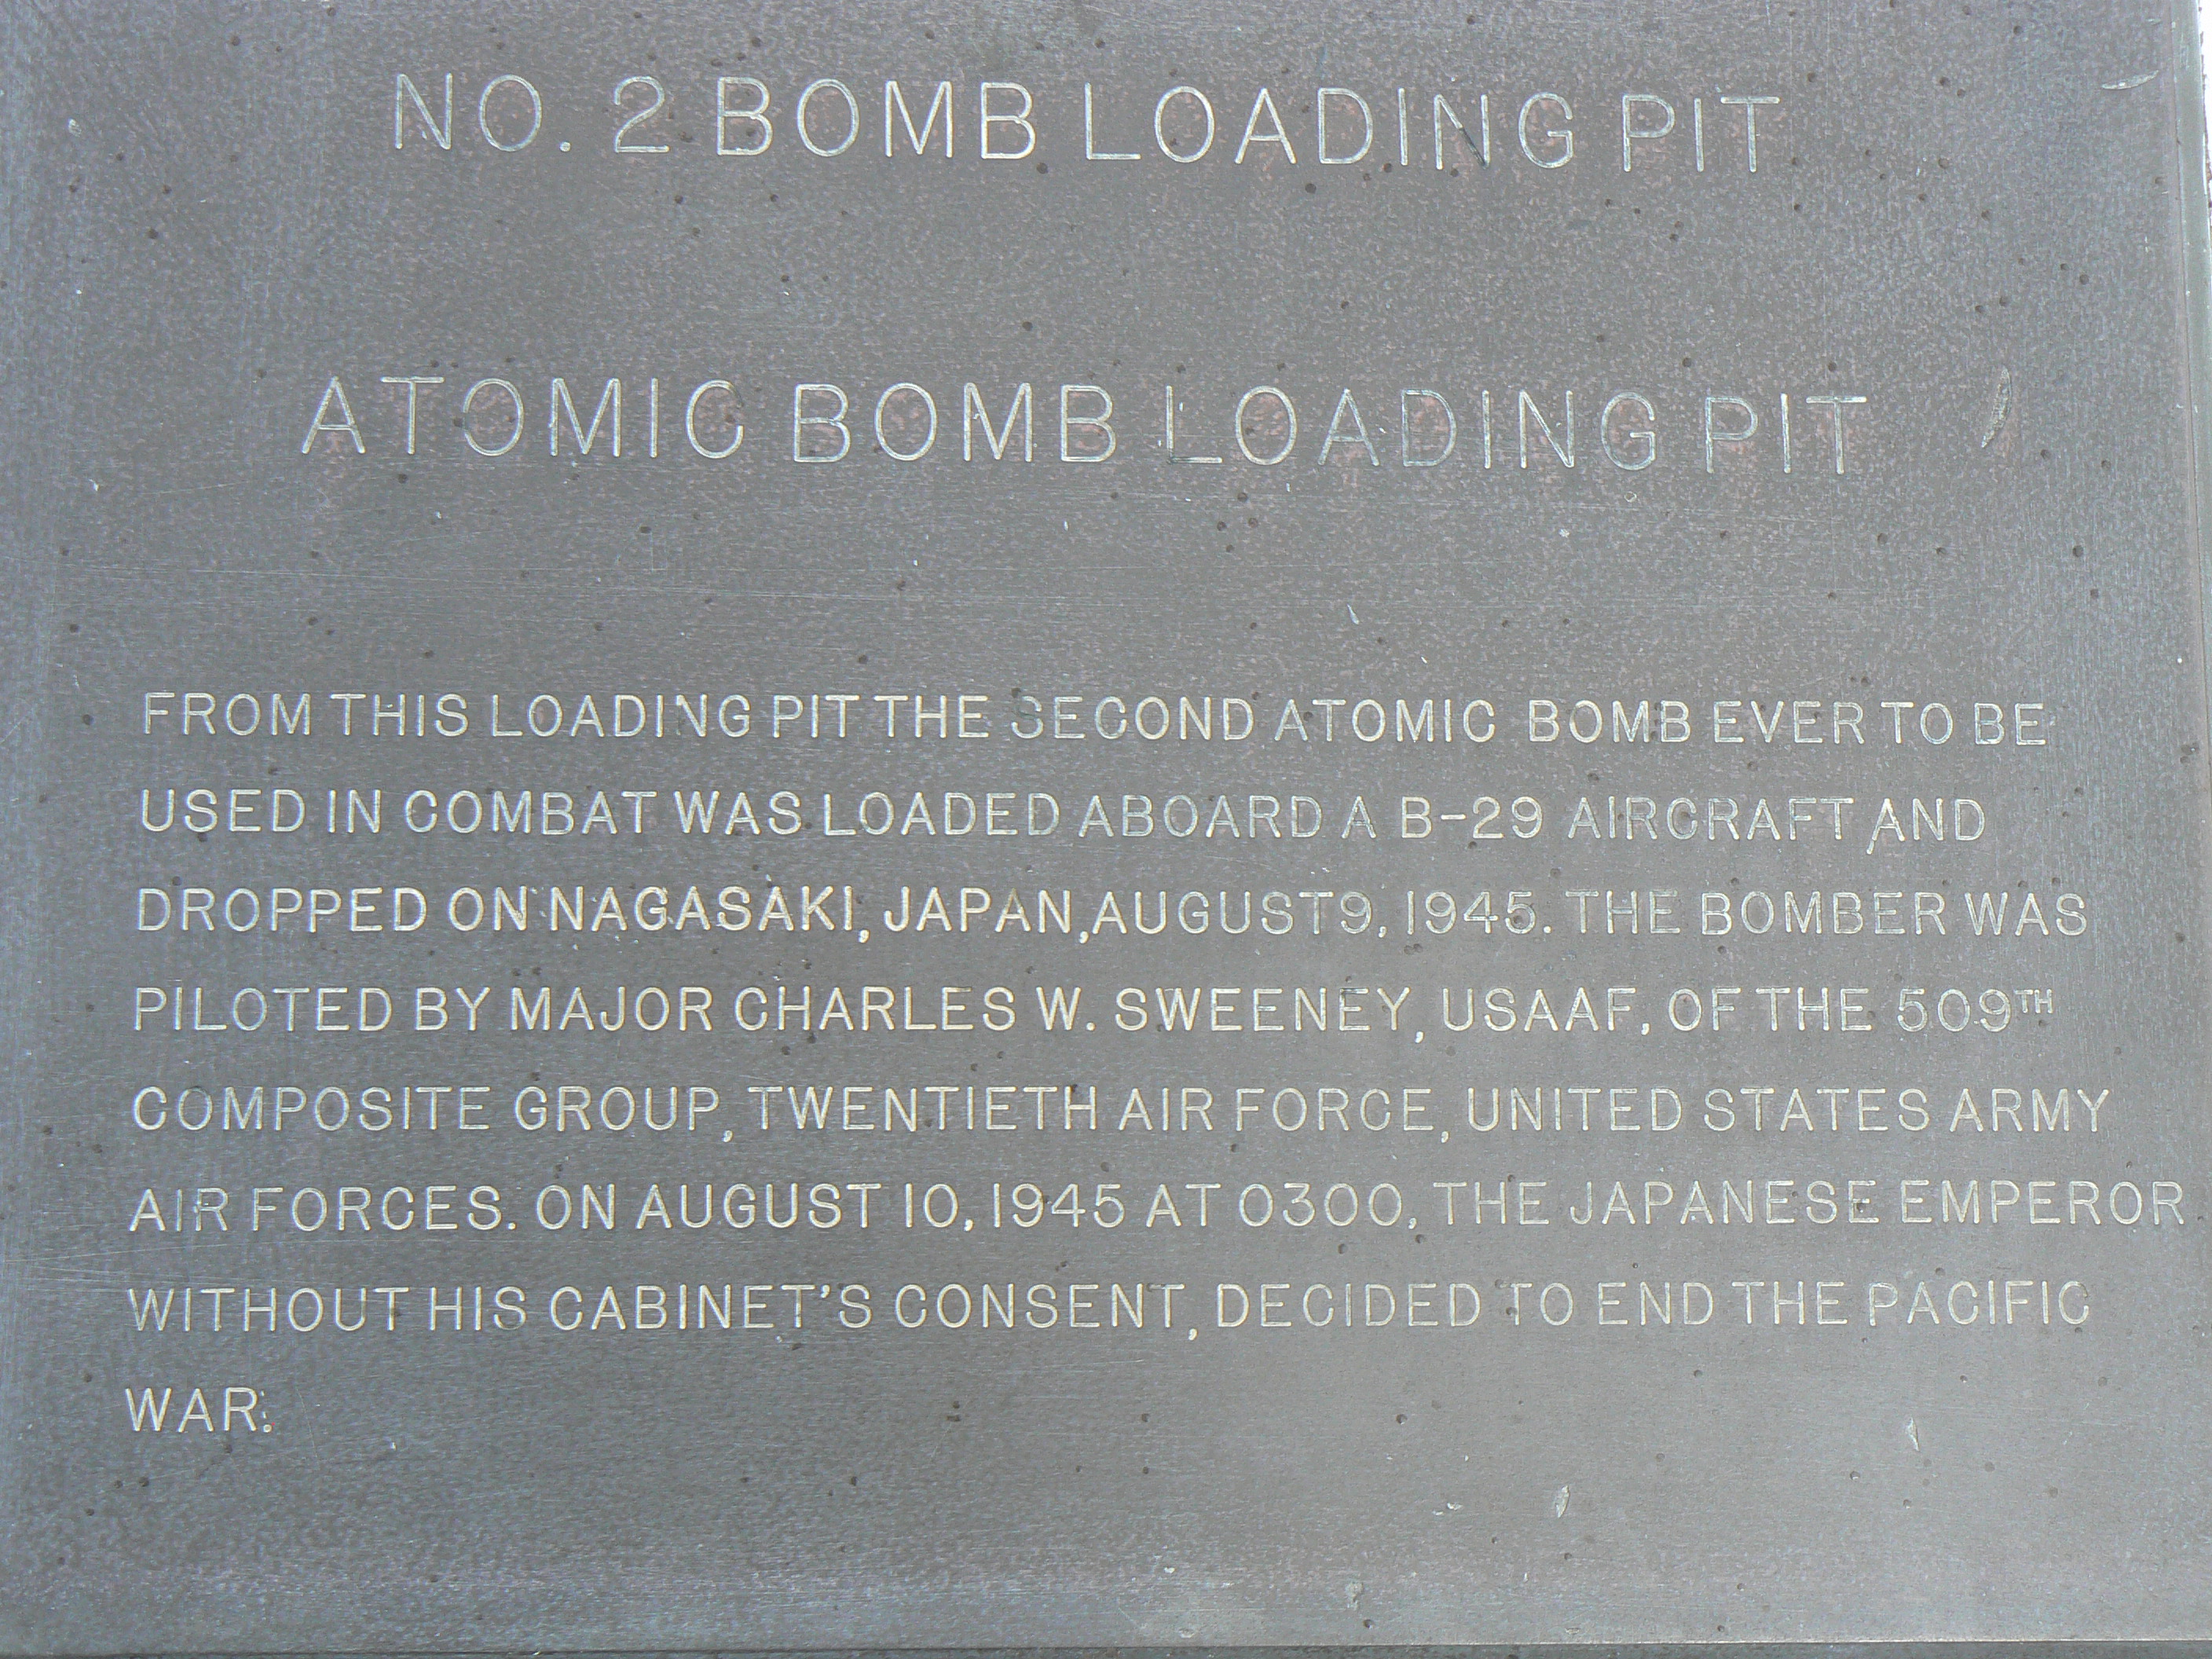 NO. 2 BOMB LOADING PIT
ATOMIC BOMB LOADING PIT
FROM THIS LOADING PIT THE SECOND ATOMIC BOMB EVER TO BE
USED IN COMBAT WAS LOADED ABOARD A B-29 AIRCRAFT AND
DROPPED ON NAGASAKI, JAPAN, AUGUST 9, 1945. THE BOMBER WAS
PILOTED BY MAJOR CHARLES W. SWEENEY, USAAF, OF THE 509TH
COMPOSITE GROUP, TWENTIETH AIR FORCE, UNITED STATES ARMY
AIR FORCES. ON AUGUST 10, 1945 AT 0300, THE JAPANESE EMPEROR
WITHOUT HIS CABINET'S CONSENT, DECIDED TO END THE PACIFIC
WAR.